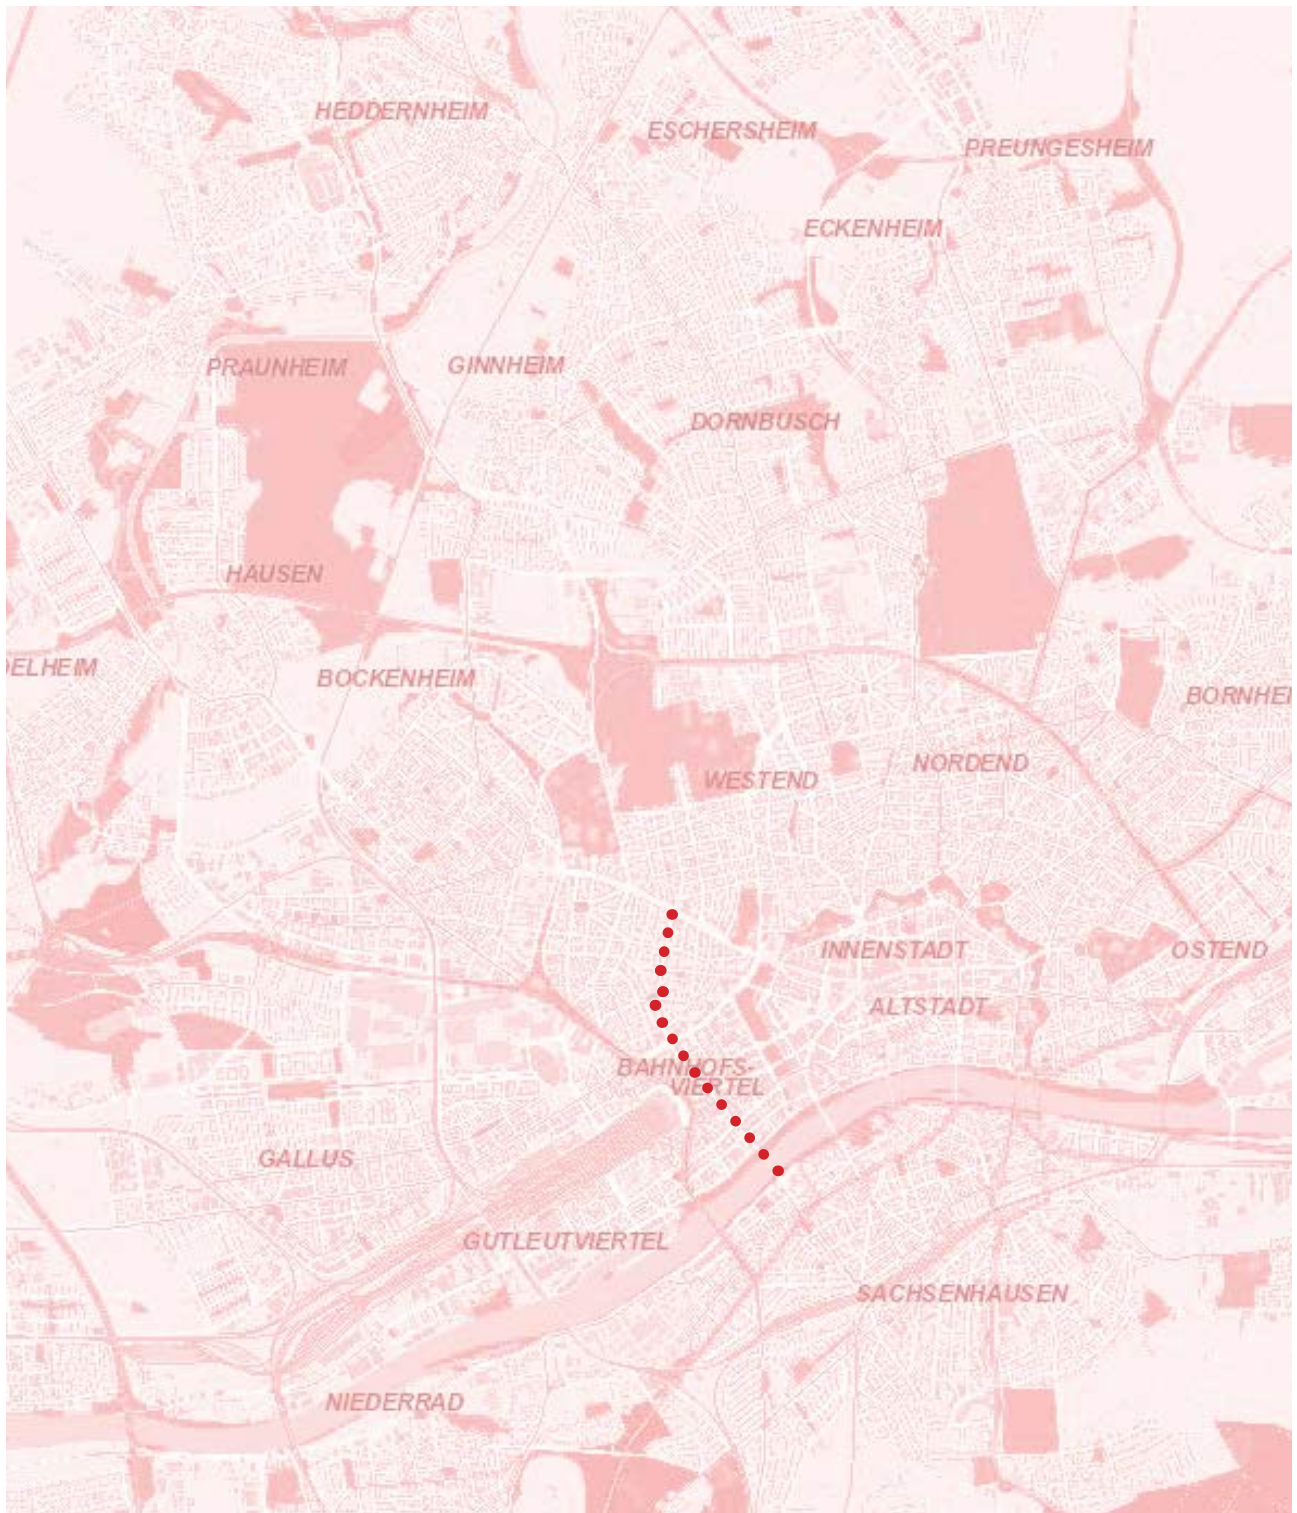 HEDDERNHEIM
ESCHERSHEIM
PREUNGESHEIM
ECKENHEIM
PRAUNHEIM
GINNHEIM
DORNBUSCH
HAUSEN
DELHEIM
BOCKENHEIM
BORNHEI
WESTEND
NORDEND
INNENSTADT
OSTEND
ALTSTADT
BAHNHOFS-
VIERTEL
GALLUS
GUTLEUTVIERTEL
SACHSENHAUSEN
NIEDERRAD